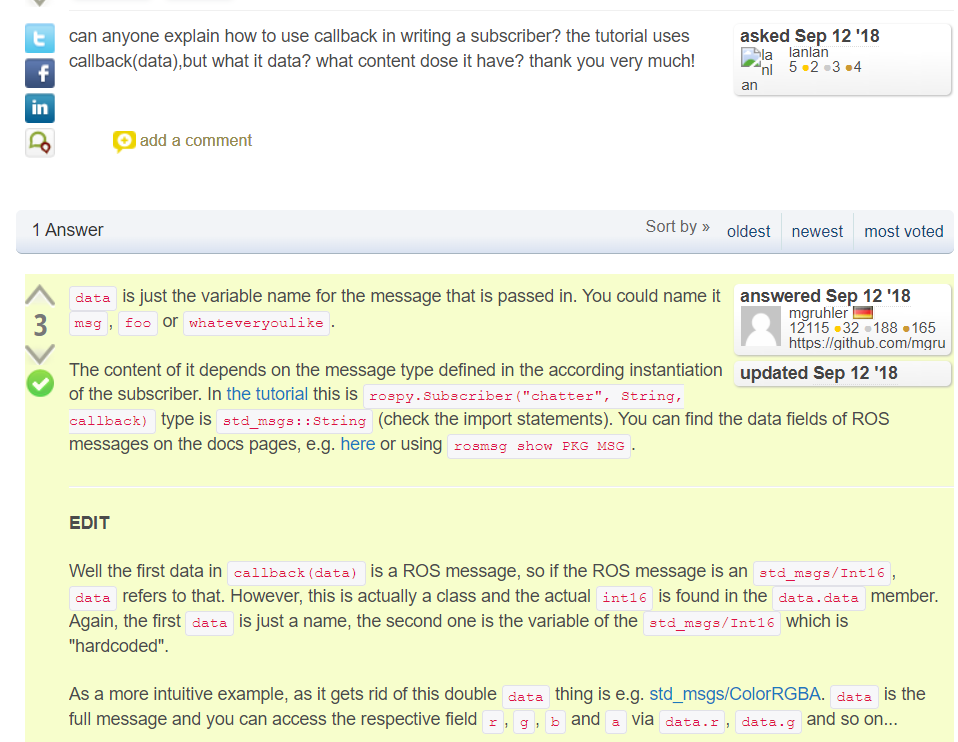 can anyone explain how to use callback in writing a subscriber? the tutorial uses
callback(data),but what it data? what content dose it have? thank you very much!
asked Sep 12 '18
lanlan
lanlan
5 2 3 4
add a comment
1 Answer
Sort by » oldest newest most voted
3
data is just the variable name for the message that is passed in. You could name it
msg , foo or whateveryoulike .
answered Sep 12 '18
mgruhler
12115 32 188 165
https://github.com/mgru
updated Sep 12 '18
The content of it depends on the message type defined in the according instantiation
of the subscriber. In the tutorial this is rospy.Subscriber("chatter", String,
callback) type is std_msgs::String (check the import statements). You can find the data fields of ROS
messages on the docs pages, e.g. here or using rosmsg show PKG MSG .
EDIT
Well the first data in callback(data) is a ROS message, so if the ROS message is an std_msgs/Int16 ,
data refers to that. However, this is actually a class and the actual int16 is found in the data.data member.
Again, the first data is just a name, the second one is the variable of the std_msgs/Int16 which is
"hardcoded".
As a more intuitive example, as it gets rid of this double data thing is e.g. std_msgs/ColorRGBA. data is the
full message and you can access the respective field r , g , b and a via data.r , data.g and so on...